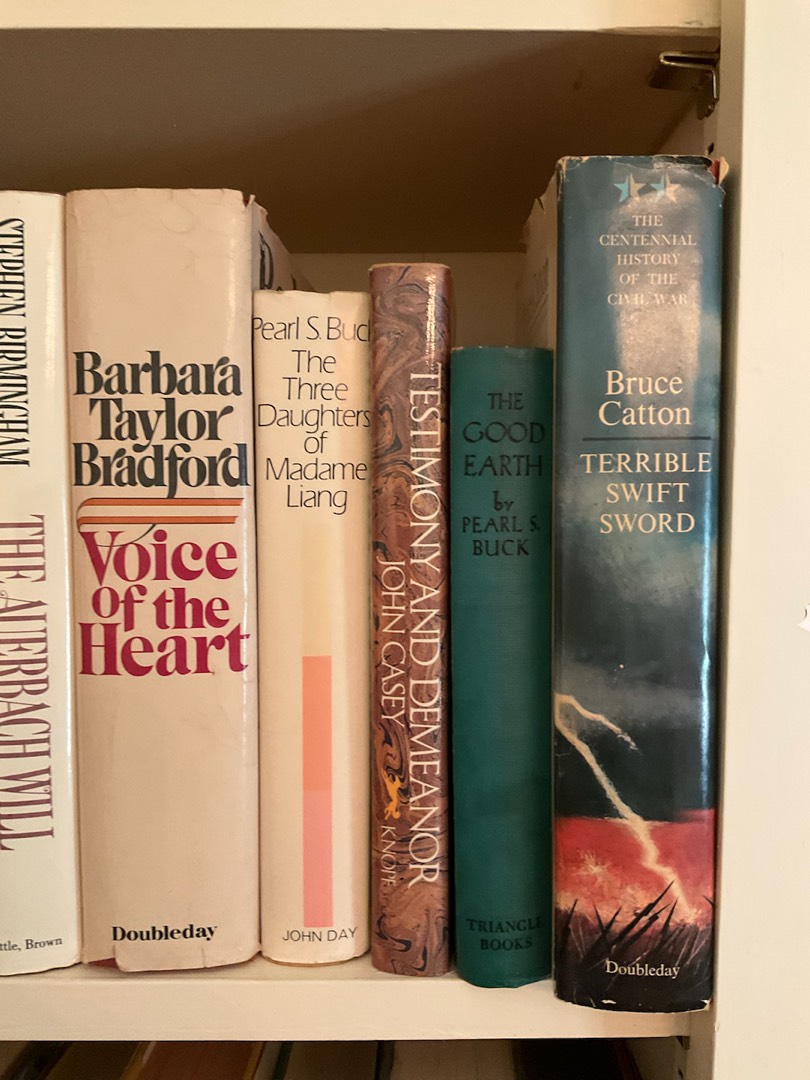 STEPHEN BIRMINGHAM
THE AUERBACH WILL
ttle, Brown
Barbara
Taylor
Bradford
Voice
of the
Heart
Doubleday
Pearl S. Buck
The
Three
Daughters
of
Madame
Liang
JOHN DAY
TESTIMONY AND DEMEANOR
JOHN CASEY
KNOPF
THE
GOOD
EARTH
by
PEARL S.
BUCK
TRIANGLE
BOOKS
THE
CENTENNIAL
HISTORY
OF THE
CIVIL WAR
Bruce
Catton
TERRIBLE
SWIFT
SWORD
Doubleday